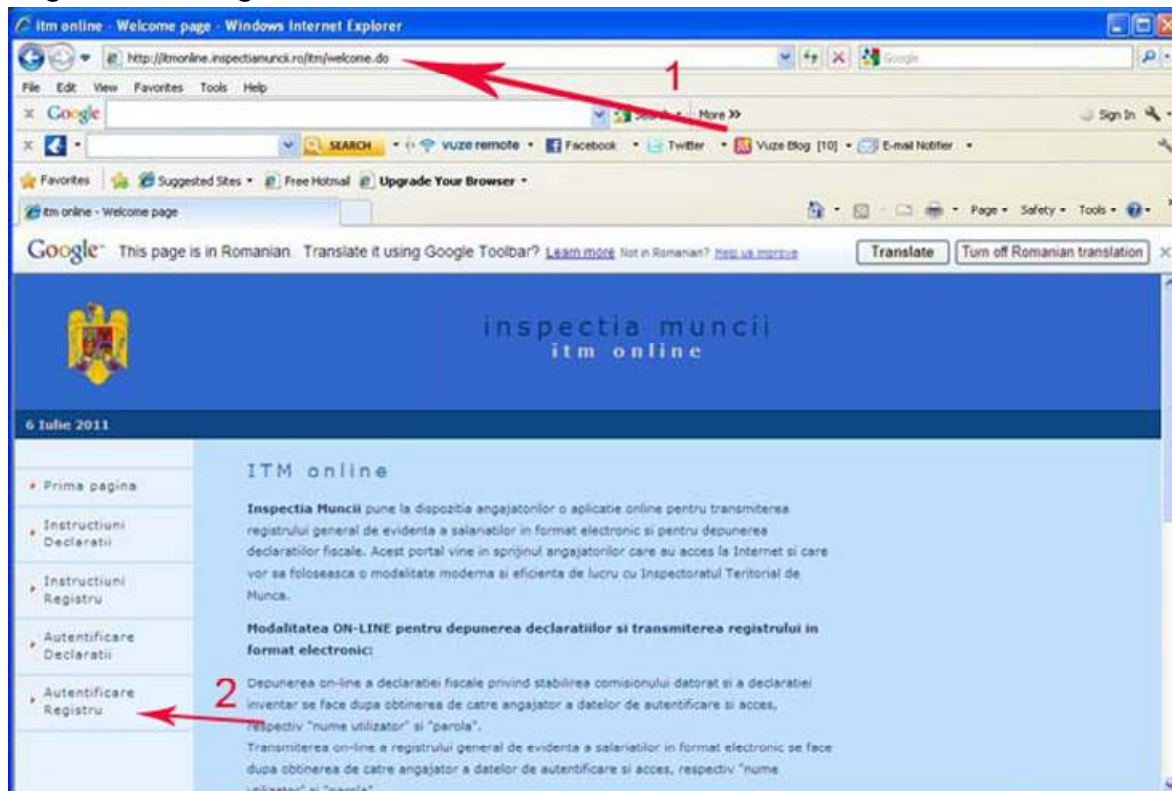 itm online - Welcome page - Windows Internet Explorer
http://itmonline.inspectiamuncii.ro/itm/welcome.do
Google
1
File Edit View Favorites Tools Help
x Google
More >>
Sign In
x
SEARCH
vuze remote
Facebook
Twitter
Vuze Blog [10]
E-mail Notifier
Favorites
Suggested Sites
Free Hotmail
Upgrade Your Browser
itm online - Welcome page
Page Safety Tools
Google This page is in Romanian. Translate it using Google Toolbar? Learn more Not in Romanian? Help us improve
Translate
Turn off Romanian translation
inspectia muncii
itm online
6 Iulie 2011
Prima pagina
Instructiuni
Declaratii
Instructiuni
Registru
Autentificare
Declaratii
Autentificare
Registru
2
ITM online
Inspectia Muncii pune la dispozitia angajatorilor o aplicatie online pentru transmiterea
registrului general de evidenta a salariatilor in format electronic si pentru depunerea
declaratiilor fiscale. Acest portal vine in sprijinul angajatorilor care au acces la Internet si care
vor sa foloseasca o modalitate moderna si eficienta de lucru cu Inspectoratul Teritorial de
Munca.
Modalitatea ON-LINE pentru depunerea declaratiilor si transmiterea registrului in
format electronic:
Depunerea on-line a declaratiei fiscale privind stabilirea comisionului datorat si a declaratiei
inventar se face dupa obtinerea de catre angajator a datelor de autentificare si acces,
respectiv "nume utilizator" si "parola".
Transmiterea on-line a registrului general de evidenta a salariatilor in format electronic se face
dupa obtinerea de catre angajator a datelor de autentificare si acces, respectiv "nume
utilizator" si "parola".